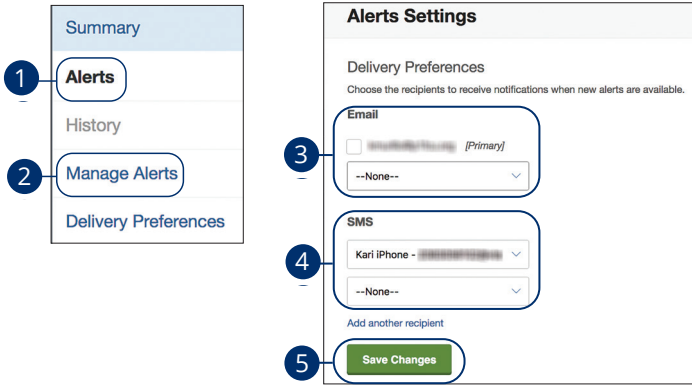 Summary
1
Alerts
History
2
Manage Alerts
Delivery Preferences
Alerts Settings
Delivery Preferences
Choose the recipients to receive notifications when new alerts are available.
3
Email
[Primary]
--None--
4
SMS
Kari iPhone -
--None--
Add another recipient
5
Save Changes